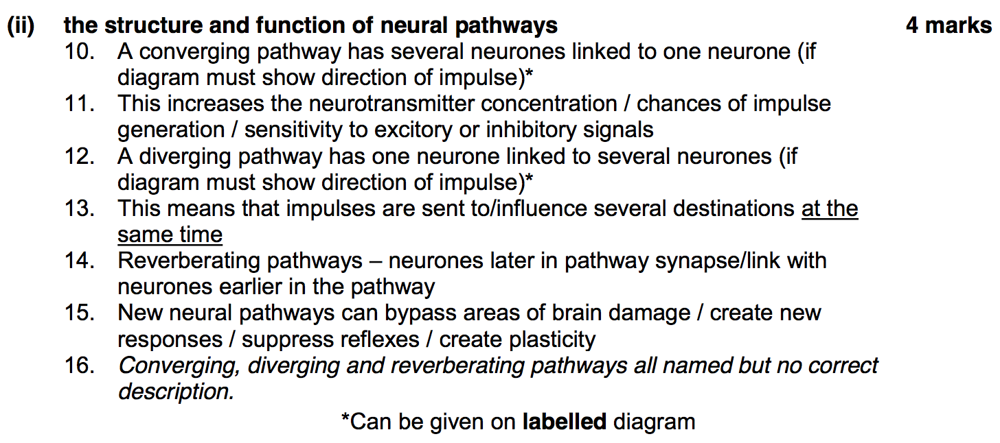 (ii) the structure and function of neural pathways 4 marks
10. A converging pathway has several neurones linked to one neurone (if
diagram must show direction of impulse)*
11. This increases the neurotransmitter concentration / chances of impulse
generation / sensitivity to excitory or inhibitory signals
12. A diverging pathway has one neurone linked to several neurones (if
diagram must show direction of impulse)*
13. This means that impulses are sent to/influence several destinations at the
same time
14. Reverberating pathways – neurones later in pathway synapse/link with
neurones earlier in the pathway
15. New neural pathways can bypass areas of brain damage / create new
responses / suppress reflexes / create plasticity
16. Converging, diverging and reverberating pathways all named but no correct
description.
*Can be given on labelled diagram